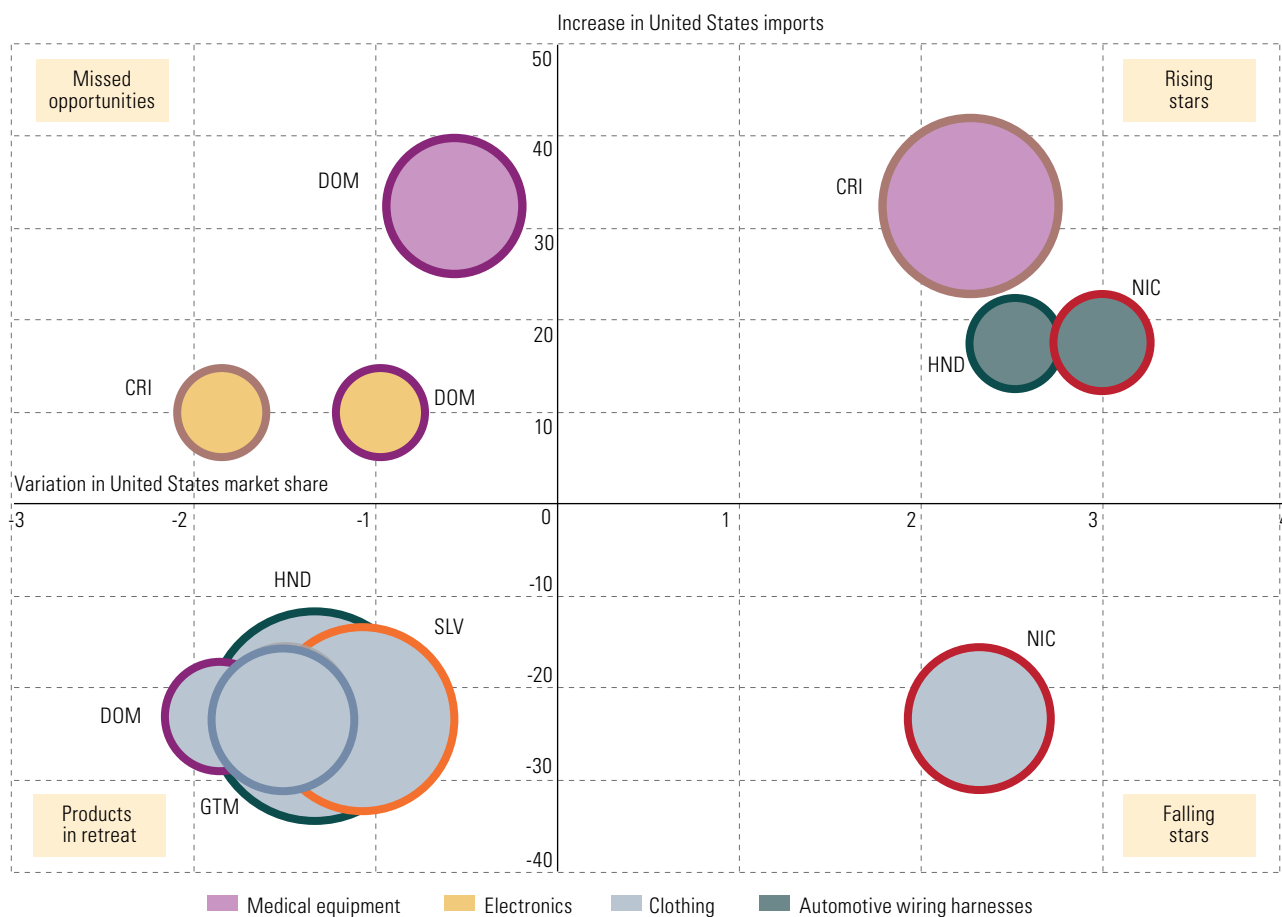 Increase in United States imports
50
Missed
opportunities
Rising
stars
40
DOM
CRI
30
NIC
20
HND
CRI
DOM
10
Variation in United States market share
-3
-2
-1
0
1
2
3
4
HND
-10
SLV
NIC
-20
DOM
-30
GTM
Products
in retreat
Falling
stars
-40
Medical equipment
Electronics
Clothing
Automotive wiring harnesses